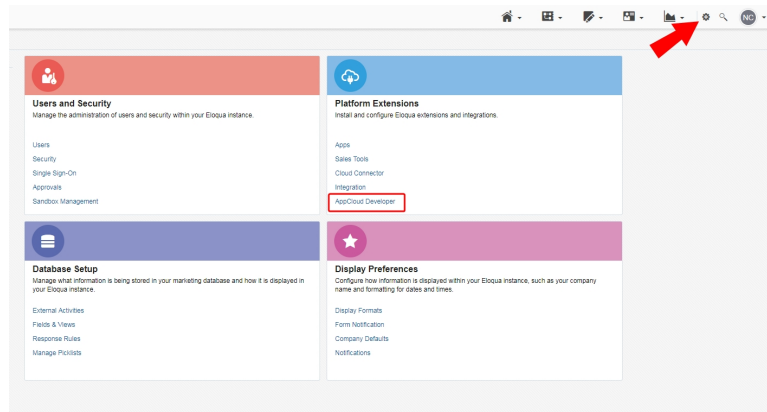 NC
Users and Security
Manage the administration of users and security within your Eloqua instance.
Users
Security
Single Sign-On
Approvals
Sandbox Management
Platform Extensions
Install and configure Eloqua extensions and integrations.
Apps
Sales Tools
Cloud Connector
Integration
AppCloud Developer
Database Setup
Manage what information is being stored in your marketing database and how it is displayed in
your Eloqua instance.
External Activities
Fields & Views
Response Rules
Manage Picklists
Display Preferences
Configure how information is displayed within your Eloqua instance, such as your company
name and formatting for dates and times.
Display Formats
Form Notification
Company Defaults
Notifications